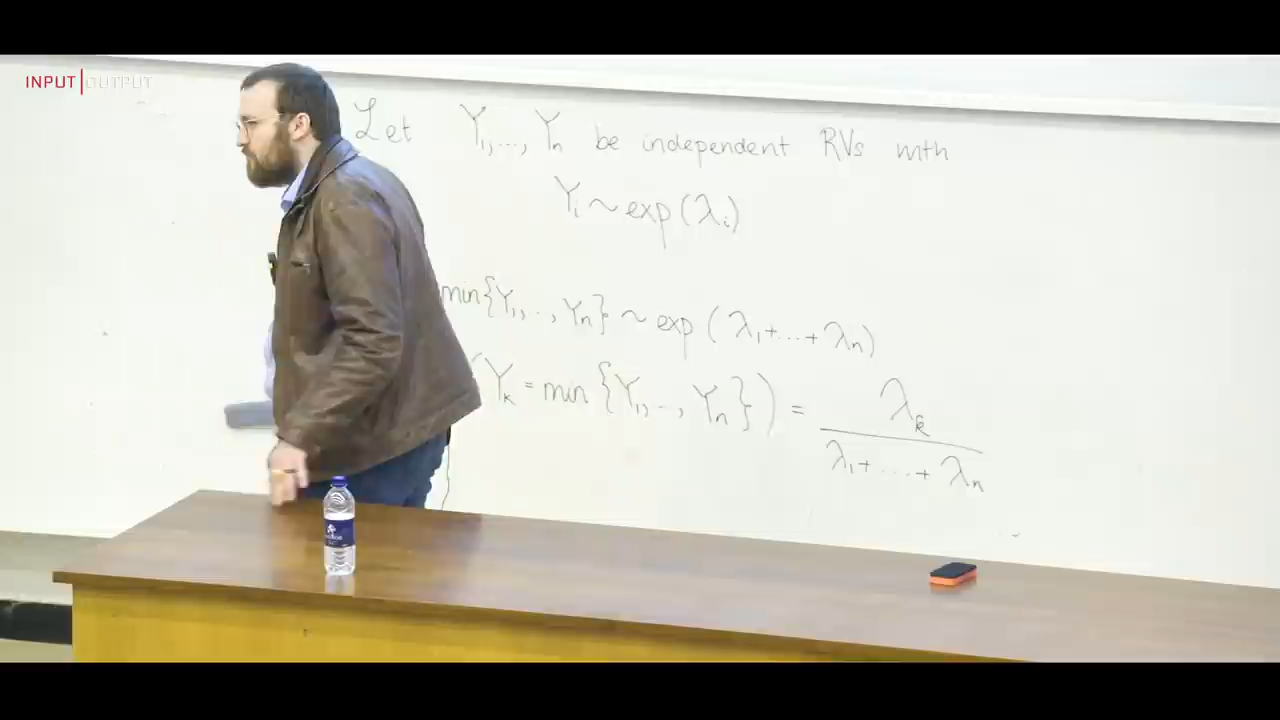 INPUT|OUTPUT
Let Y₁,..., Yₙ be independent RVs with
Yᵢ ~ exp(λᵢ)
min{Y₁,.., Yₙ} ~ exp (λ₁+...+λₙ)
(Yₖ = min {Y₁,.., Yₙ}) = λₖ
λ₁+...+λₙ